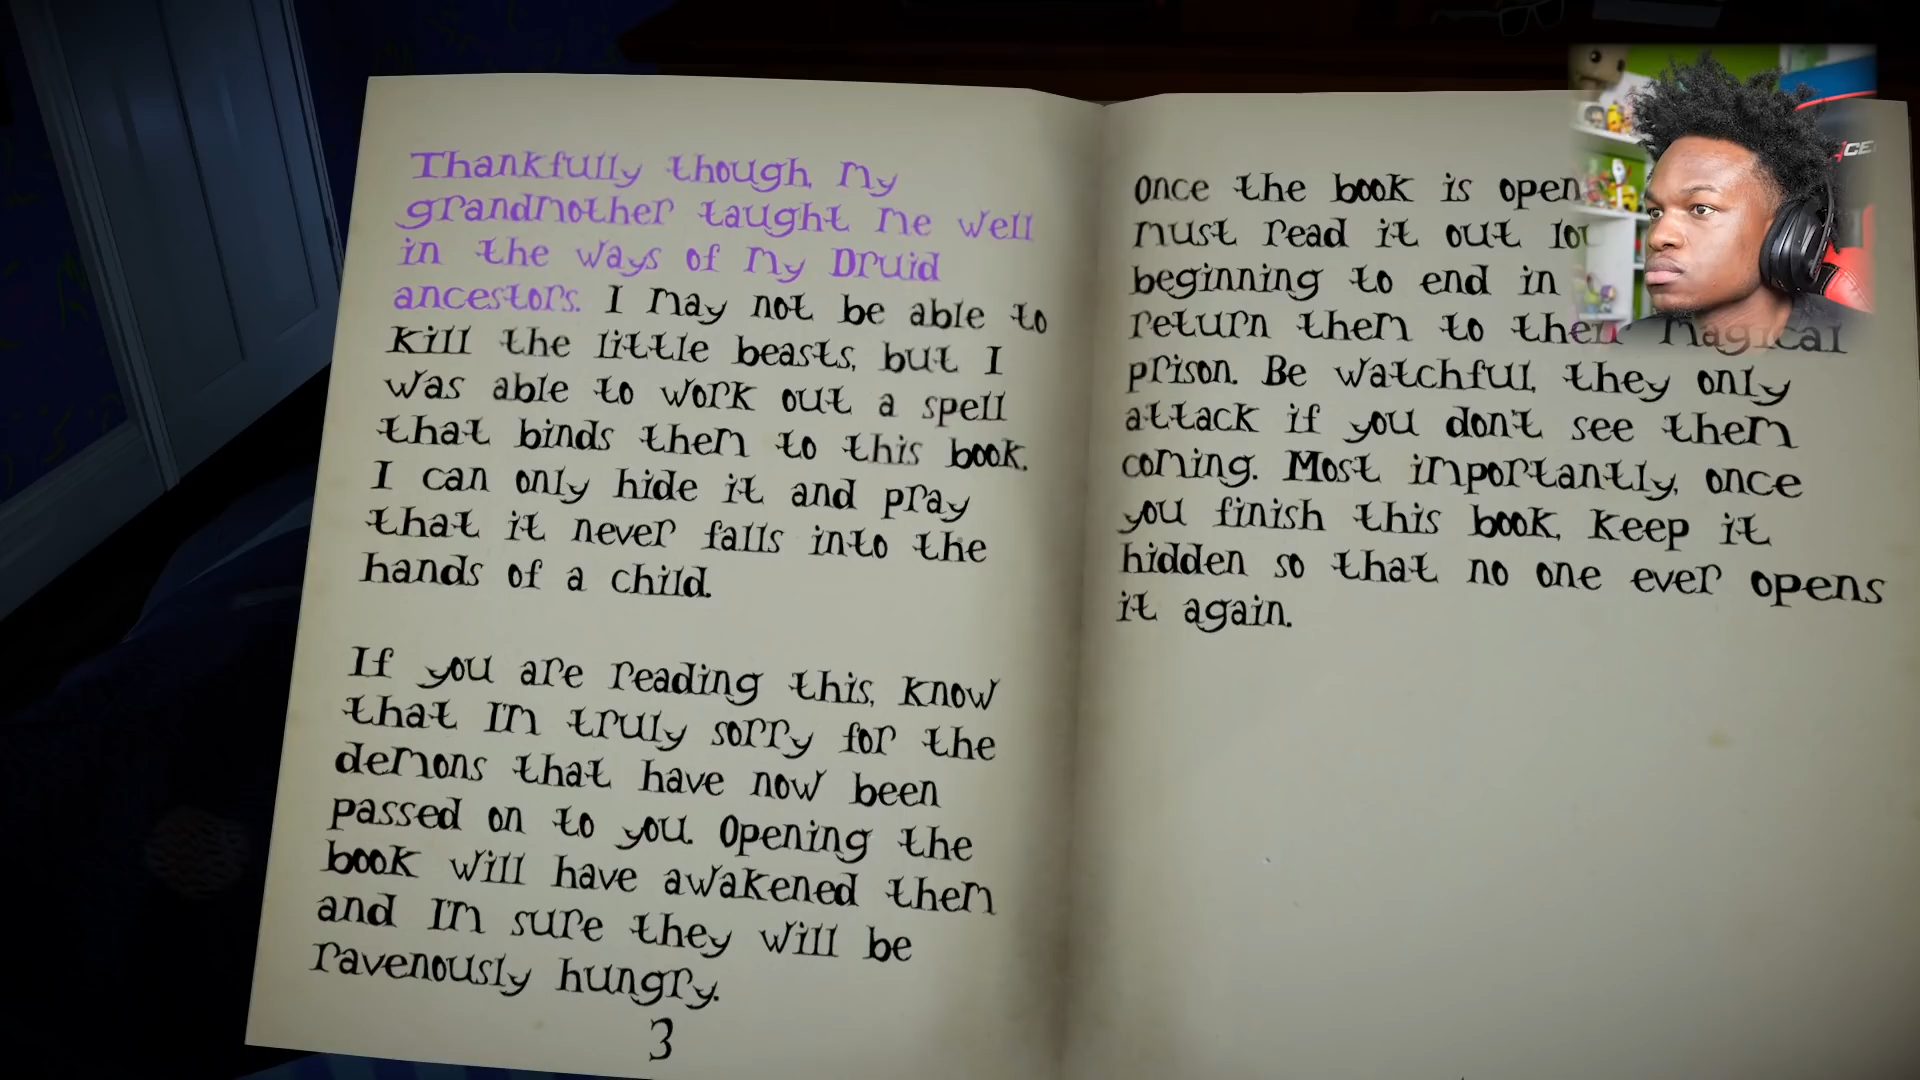 Thankfully though, my
grandmother taught me well
in the ways of my Druid
ancestors. I may not be able to
kill the little beasts, but I
was able to work out a spell
that binds them to this book.
I can only hide it and pray
that it never falls into the
hands of a child.
If you are reading this, know
that I'm truly sorry for the
demons that have now been
passed on to you. Opening the
book will have awakened them
and I'm sure they will be
ravenously hungry.
3
Once the book is open
must read it out
beginning to end in
return them to their magical
prison. Be watchful, they only
attack if you don't see them
coming. Most importantly, once
you finish this book, keep it
hidden so that no one ever opens
it again.